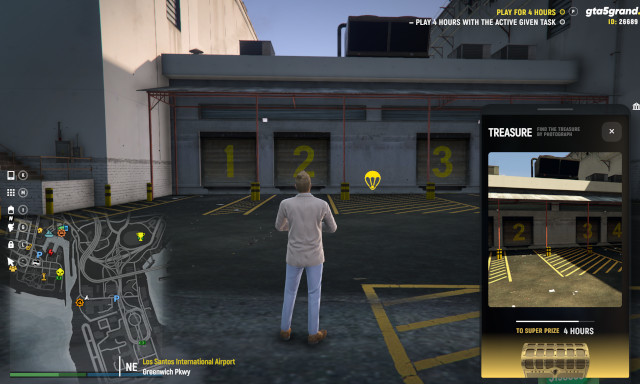 PLAY FOR 4 HOURS
P
– PLAY 4 HOURS WITH THE ACTIVE GIVEN TASK
gta5grand.
ID: 26689
1
2
3
TREASURE
FIND THE TREASURE
BY PHOTOGRAPH
2
3
4
TO SUPER PRIZE 4 HOURS
K
M
I
G
L
N
P
P
NE
Los Santos International Airport
Greenwich Pkwy